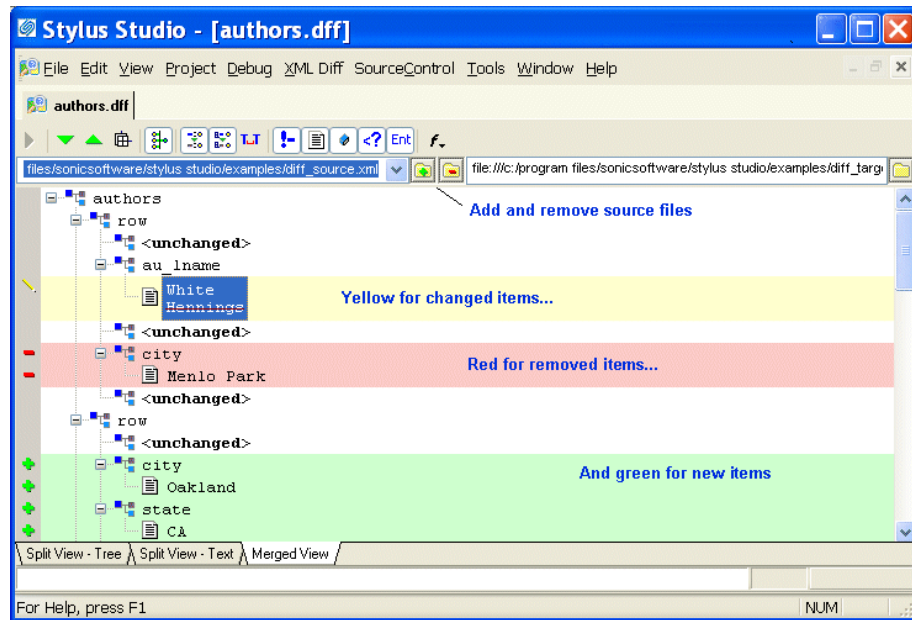 Stylus Studio - [authors.dff]
File Edit View Project Debug XML Diff SourceControl Tools Window Help
authors.dff
T⊔T !- <? Ent f.
files/sonicsoftware/stylus studio/examples/diff_source.xml file:///c:/program files/sonicsoftware/stylus studio/examples/diff_targ
authors
Add and remove source files
row
<unchanged>
au_lname
White
Hennings
Yellow for changed items...
<unchanged>
city
Red for removed items...
Menlo Park
<unchanged>
row
<unchanged>
city
And green for new items
Oakland
state
CA
Split View - Tree Split View - Text Merged View
For Help, press F1 NUM